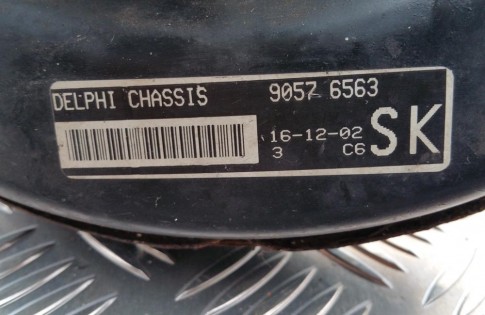 DELPHI CHASSIS 9057 6563
16-12-02 SK
3 C6